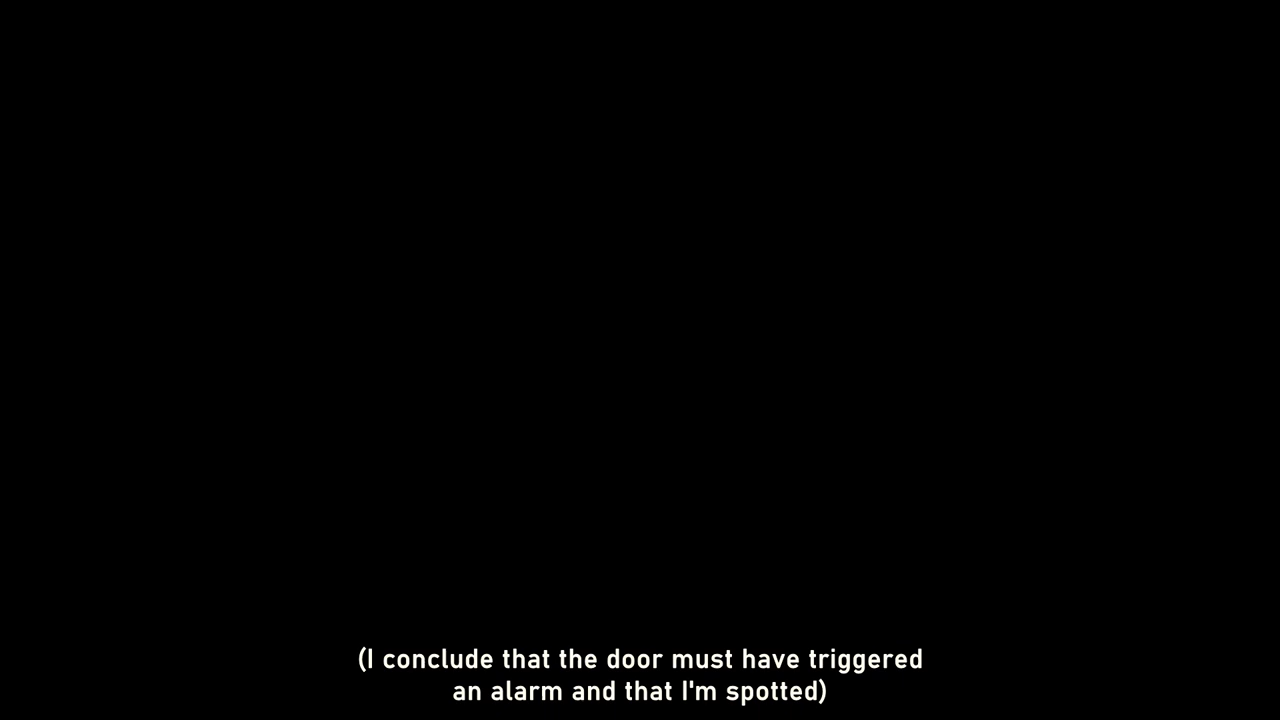 (I conclude that the door must have triggered
an alarm and that I'm spotted)